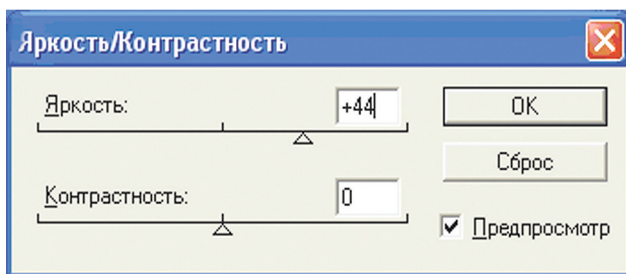 Яркость/Контрастность
Яркость: +44 OK
Сброс
Контрастность: 0
Предпросмотр